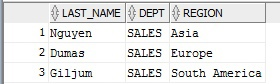 LAST_NAME DEPT REGION
1 Nguyen SALES Asia
2 Dumas SALES Europe
3 Giljum SALES South America